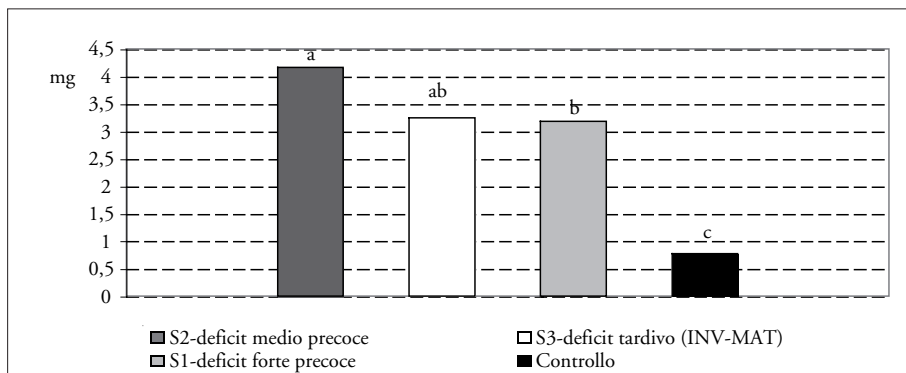 4,5
mg
4
3,5
3
2,5
2
1,5
1
0,5
0
a
ab
b
c
S2-deficit medio precoce
S3-deficit tardivo (INV-MAT)
S1-deficit forte precoce
Controllo